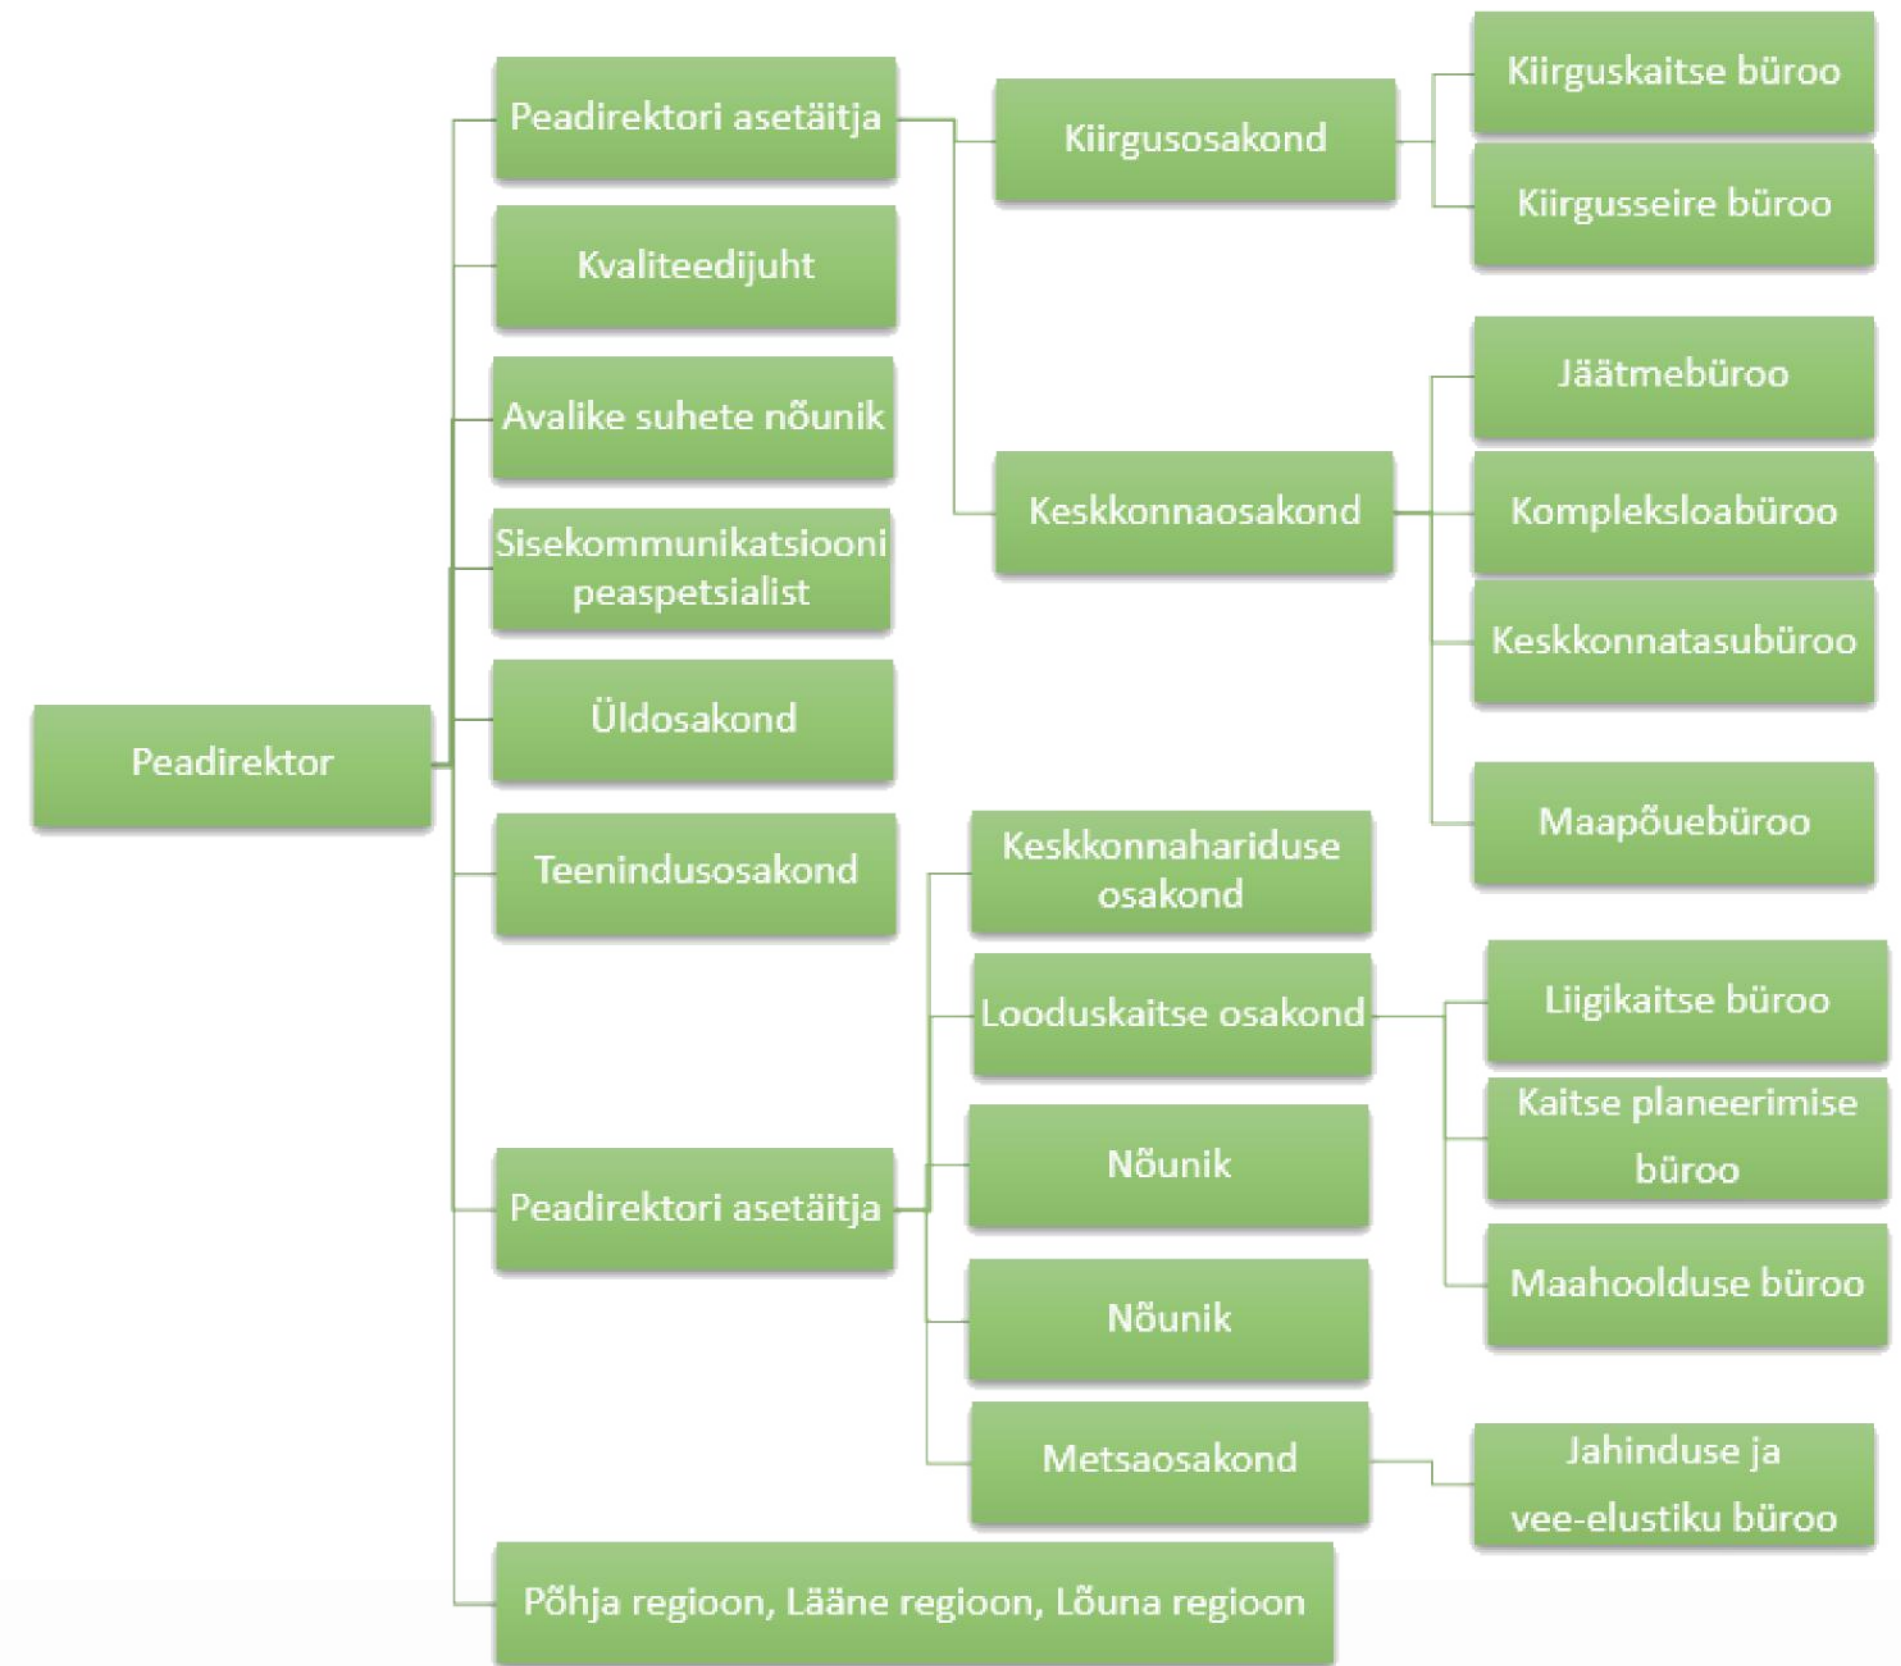 Peadirektor
Peadirektori asetäitja
Kvaliteedijuht
Avalike suhete nõunik
Sisekommunikatsiooni
peaspetsialist
Üldosakond
Teenindusosakond
Peadirektori asetäitja
Põhja regioon, Lääne regioon, Lõuna regioon
Kiirgusosakond
Keskkonnaosakond
Keskkonnahariduse
osakond
Looduskaitse osakond
Nõunik
Nõunik
Metsaosakond
Kiirguskaitse büroo
Kiirgusseire büroo
Jäätmebüroo
Kompleksloabüroo
Keskkonnatasubüroo
Maapõuebüroo
Liigikaitse büroo
Kaitse planeerimise
büroo
Maahoolduse büroo
Jahinduse ja
vee-elustiku büroo